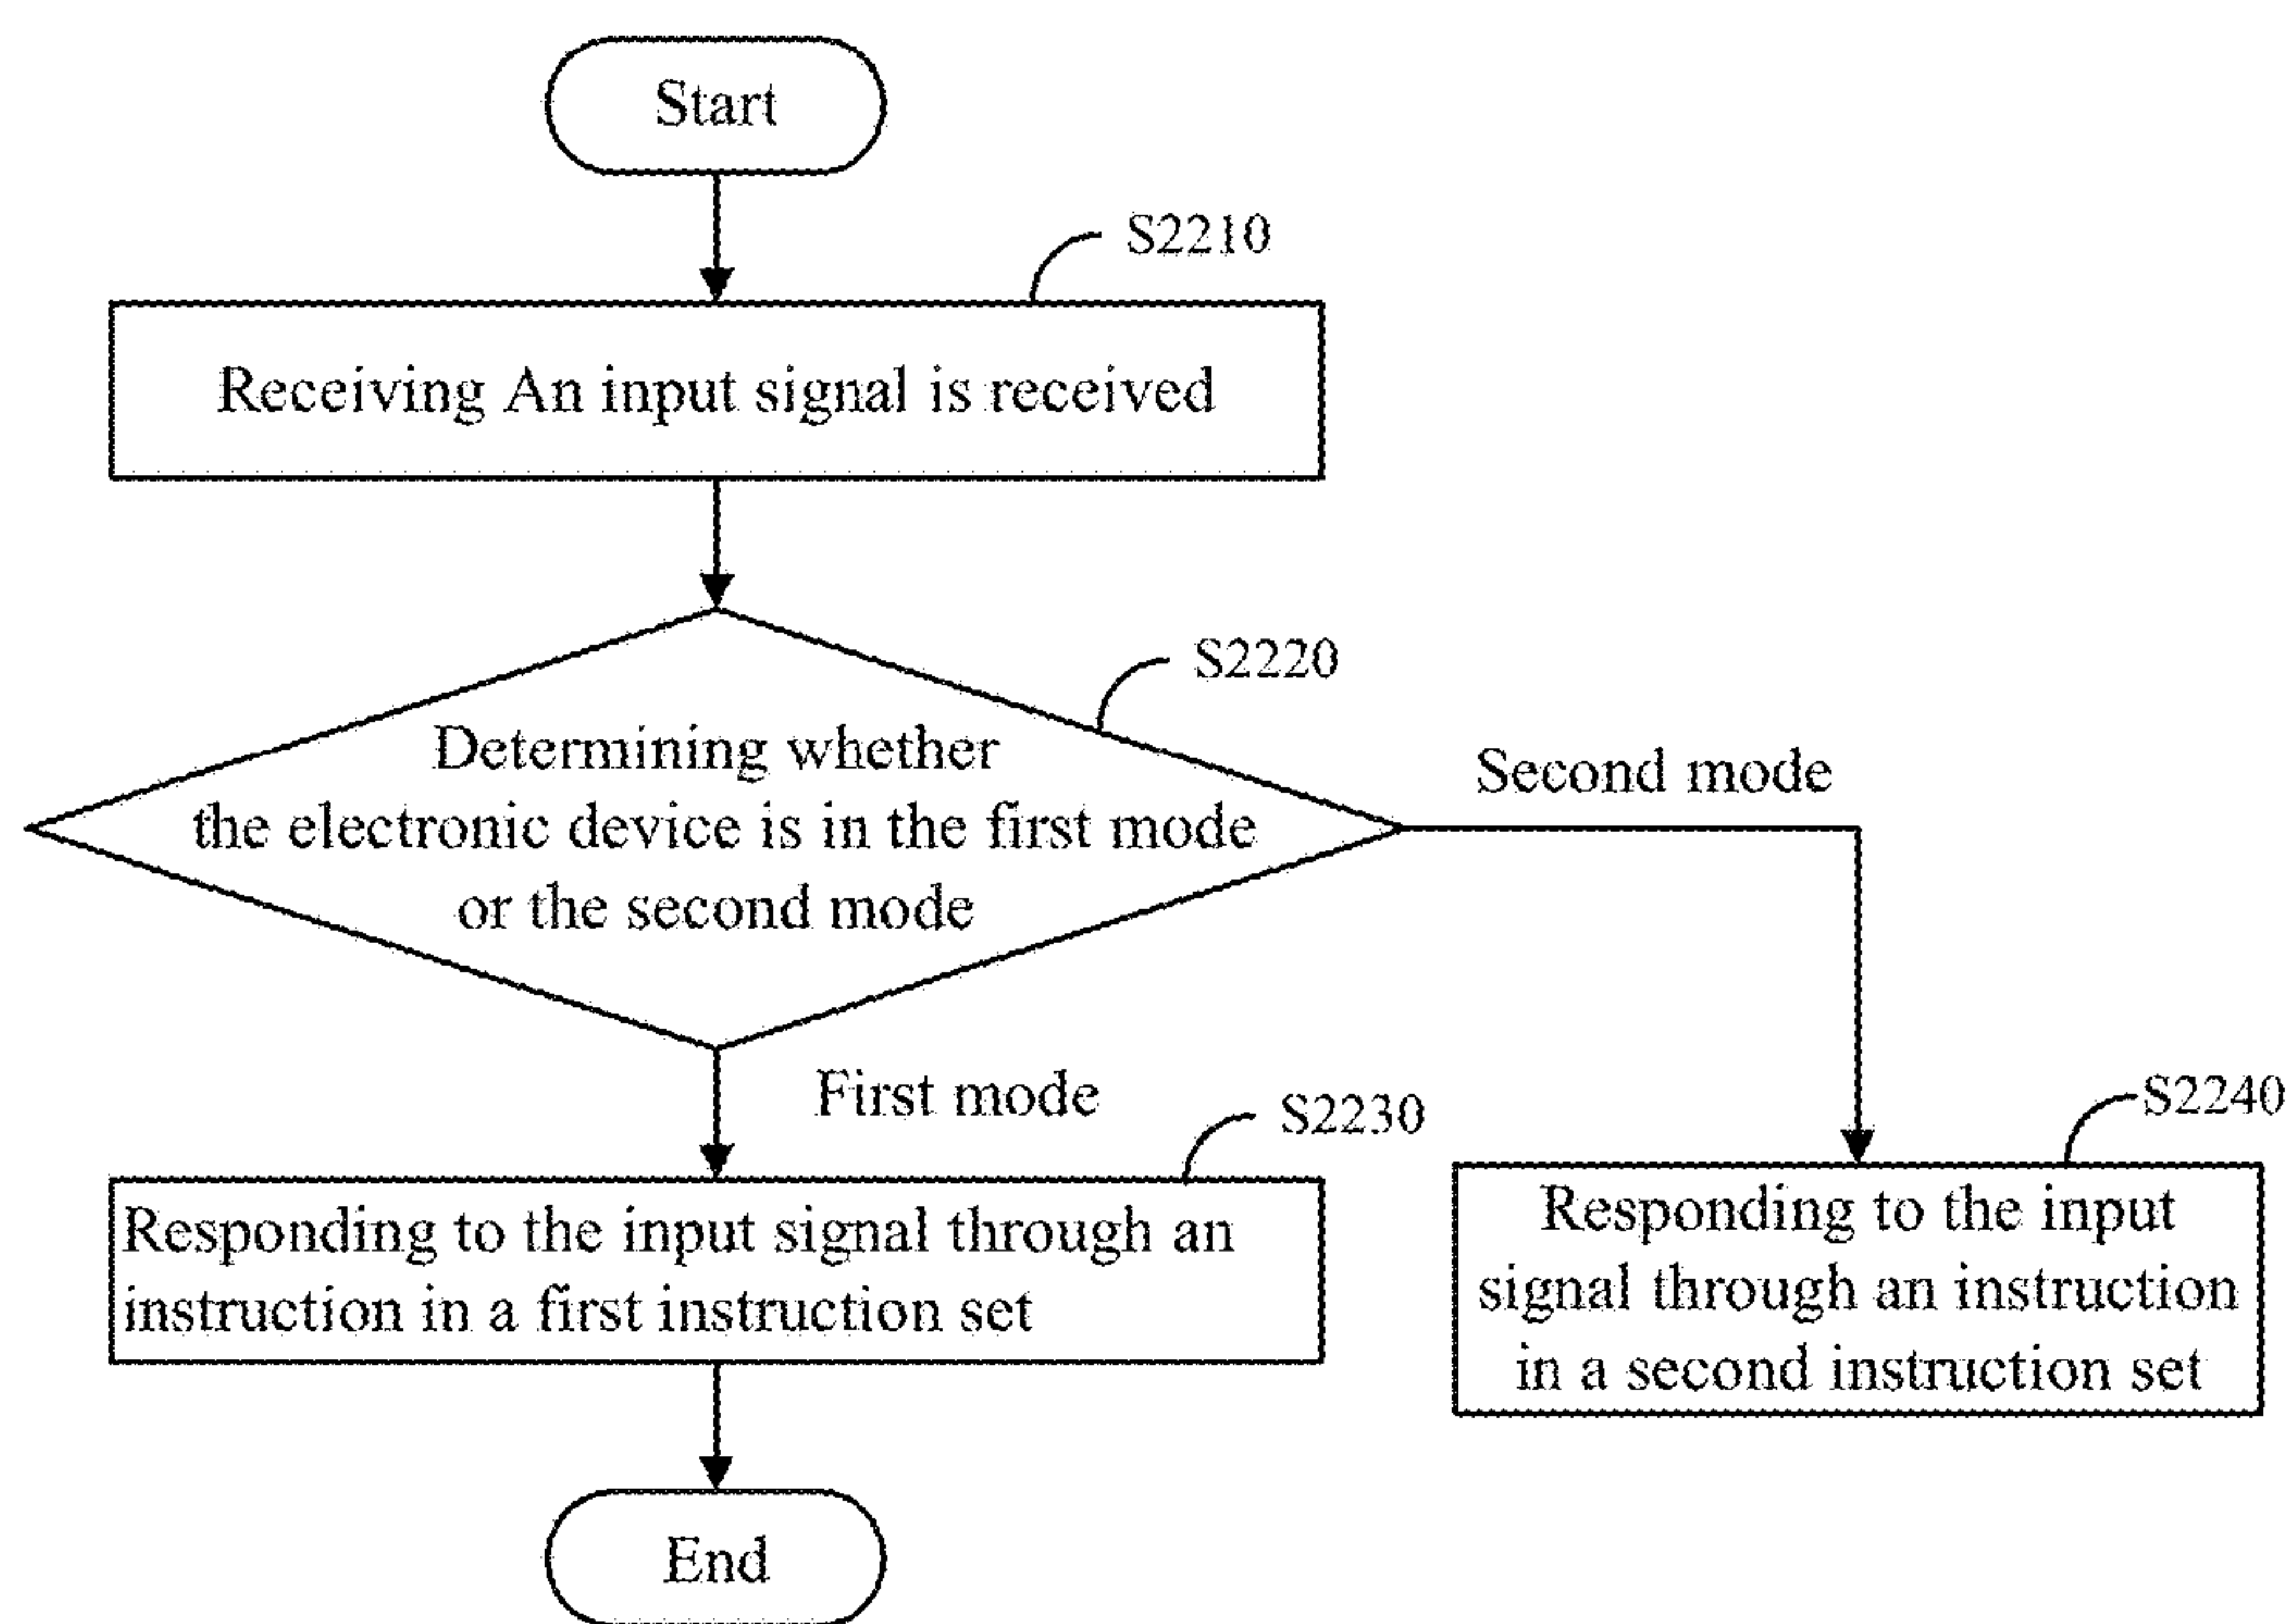 Start
S2210
Receiving An input signal is received
S2220
Determining whether
the electronic device is in the first mode
or the second mode
Second mode
First mode
S2230
S2240
Responding to the input signal through an
instruction in a first instruction set
Responding to the input
signal through an instruction
in a second instruction set
End